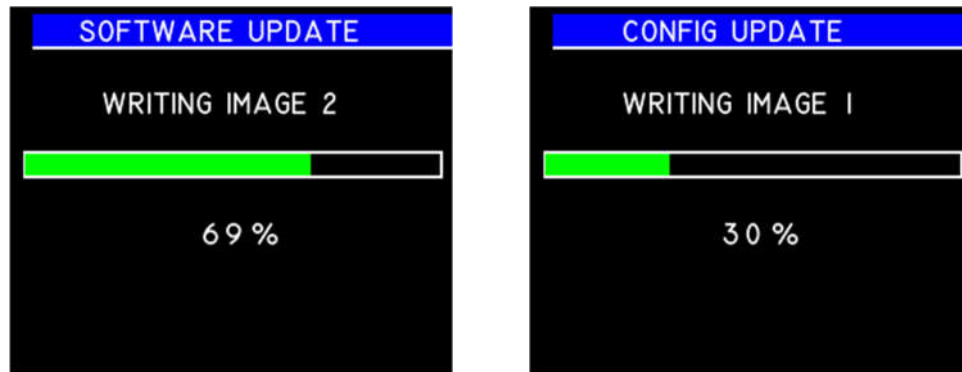 SOFTWARE UPDATE
WRITING IMAGE 2
69%
CONFIG UPDATE
WRITING IMAGE 1
30%